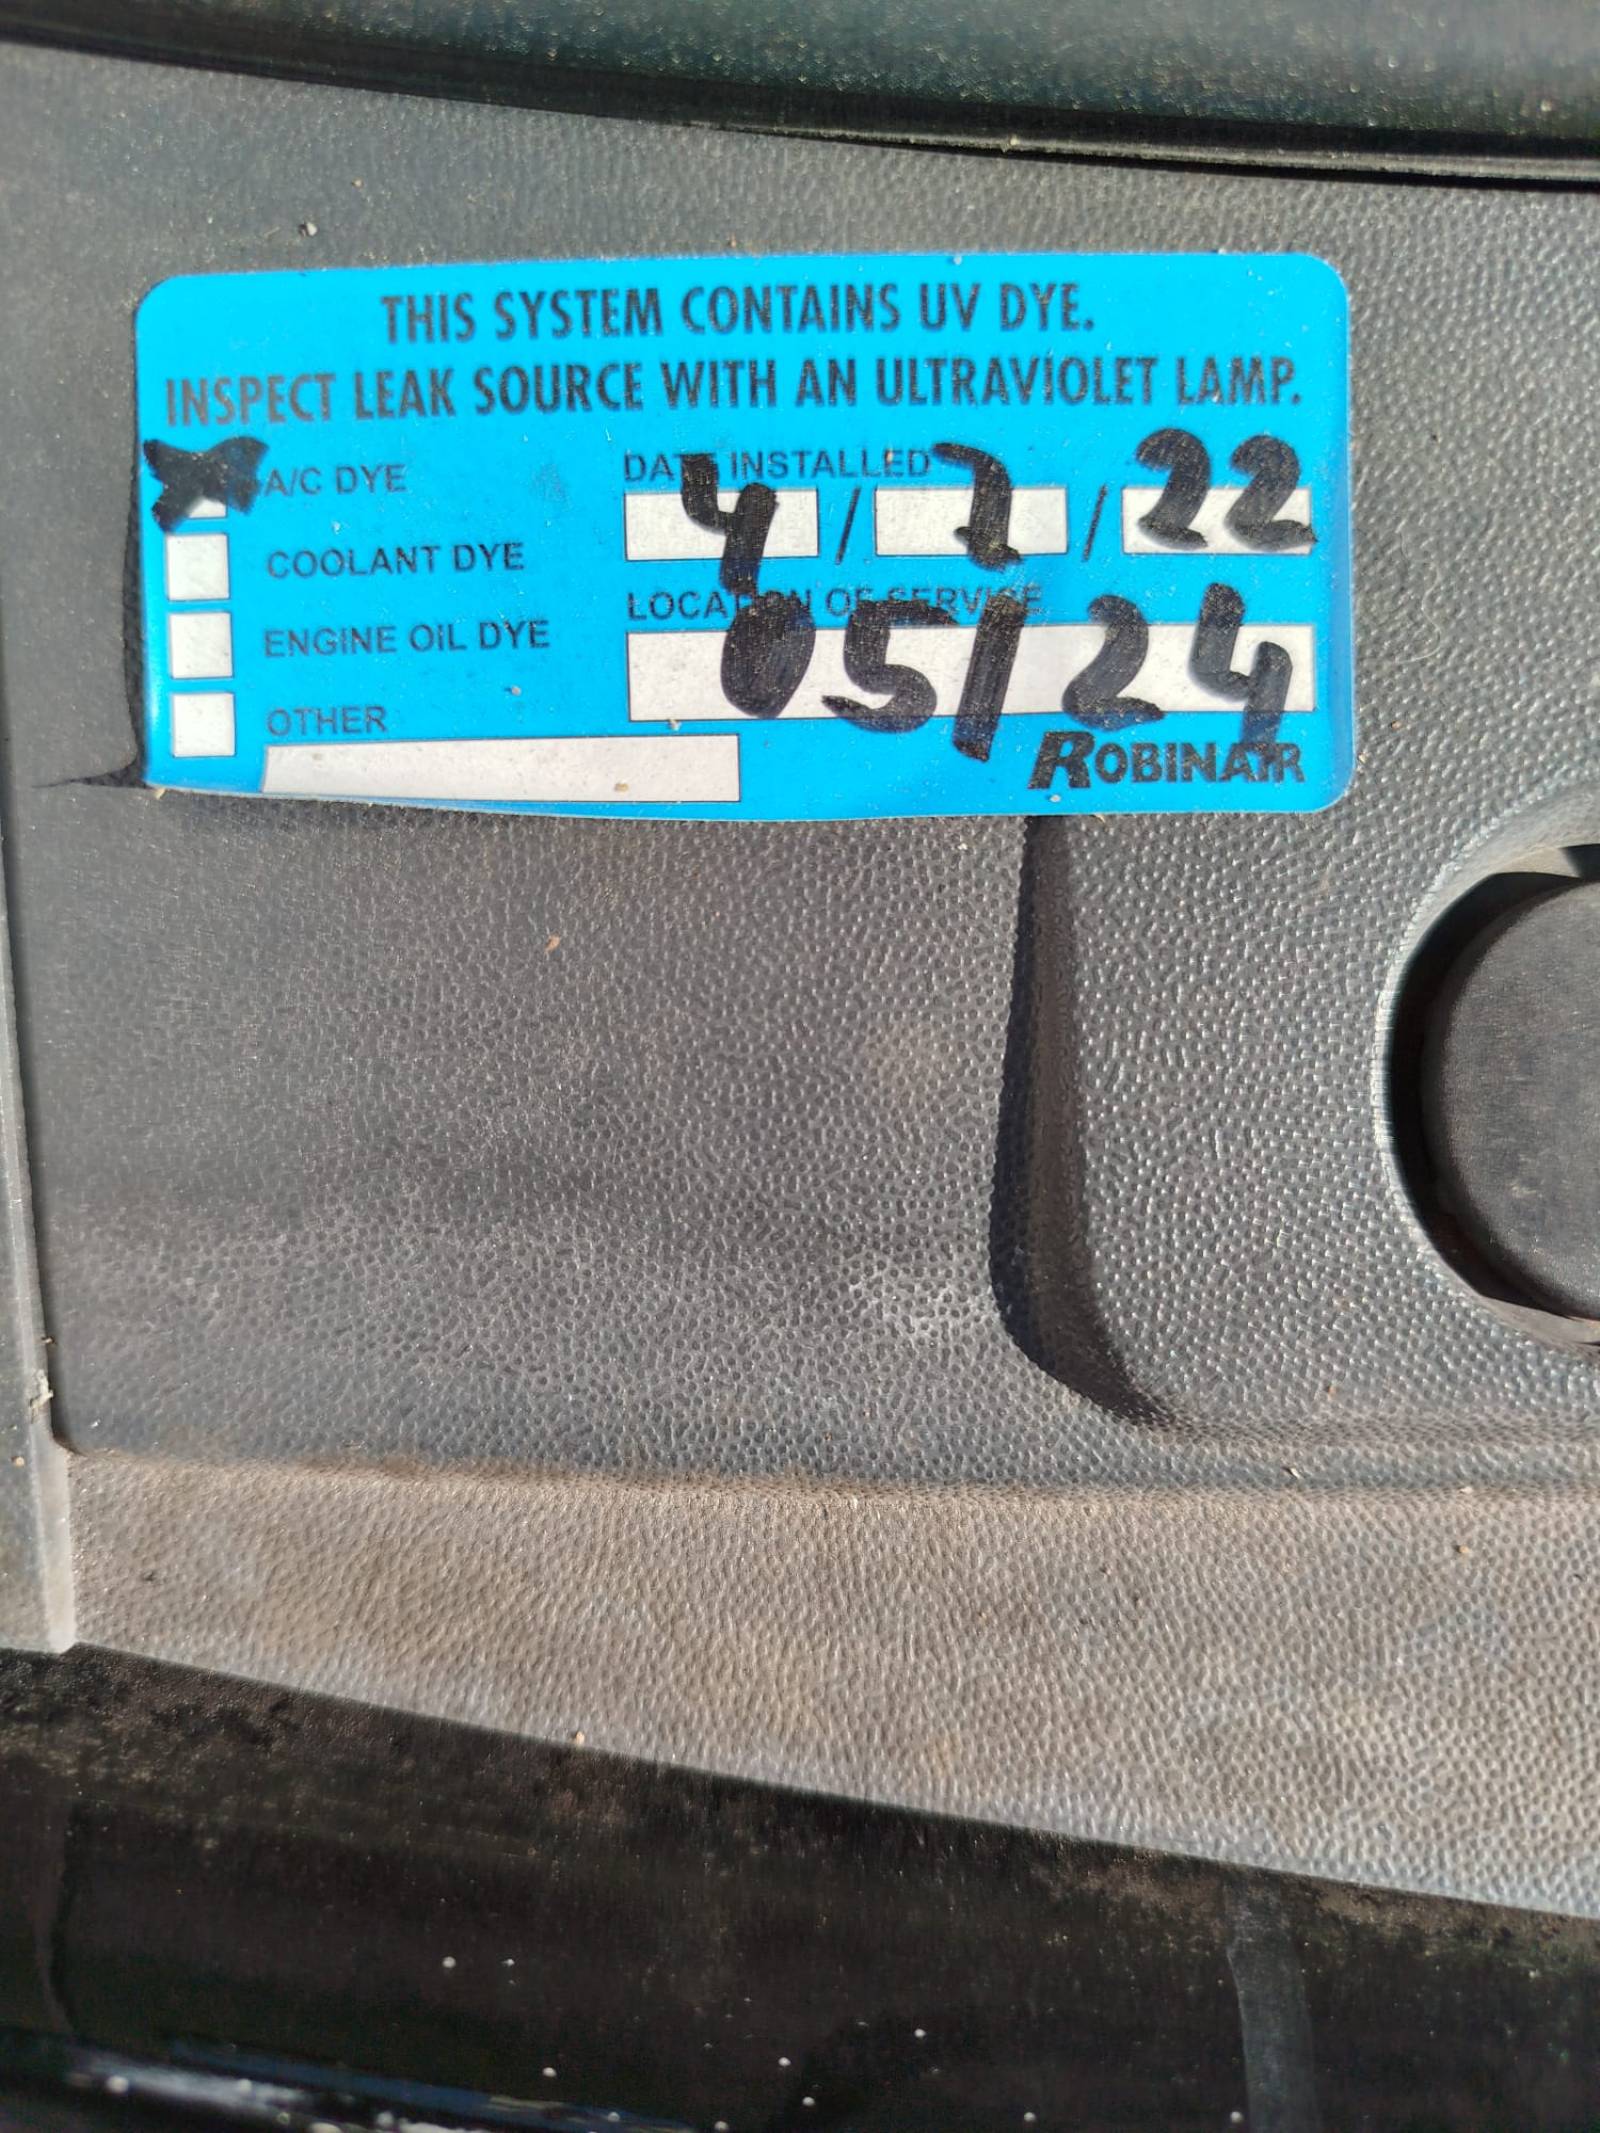 THIS SYSTEM CONTAINS UV DYE.
INSPECT LEAK SOURCE WITH AN ULTRAVIOLET LAMP.
A/C DYE
COOLANT DYE
ENGINE OIL DYE
OTHER
DATE INSTALLED
4 / 7 / 22
LOCATION OF SERVICE
05/24
ROBINAIR